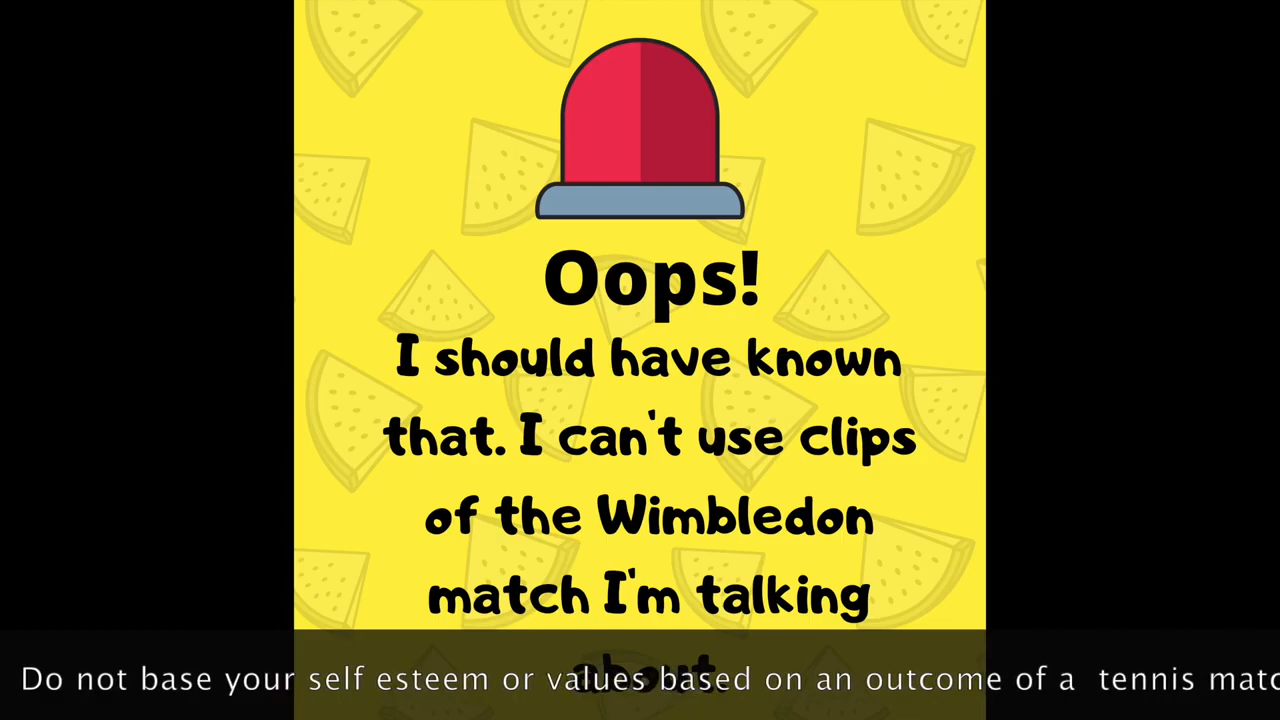 Oops!
I should have known
that. I can't use clips
of the Wimbledon
match I'm talking
about.
Do not base your self esteem or values based on an outcome of a  tennis matc